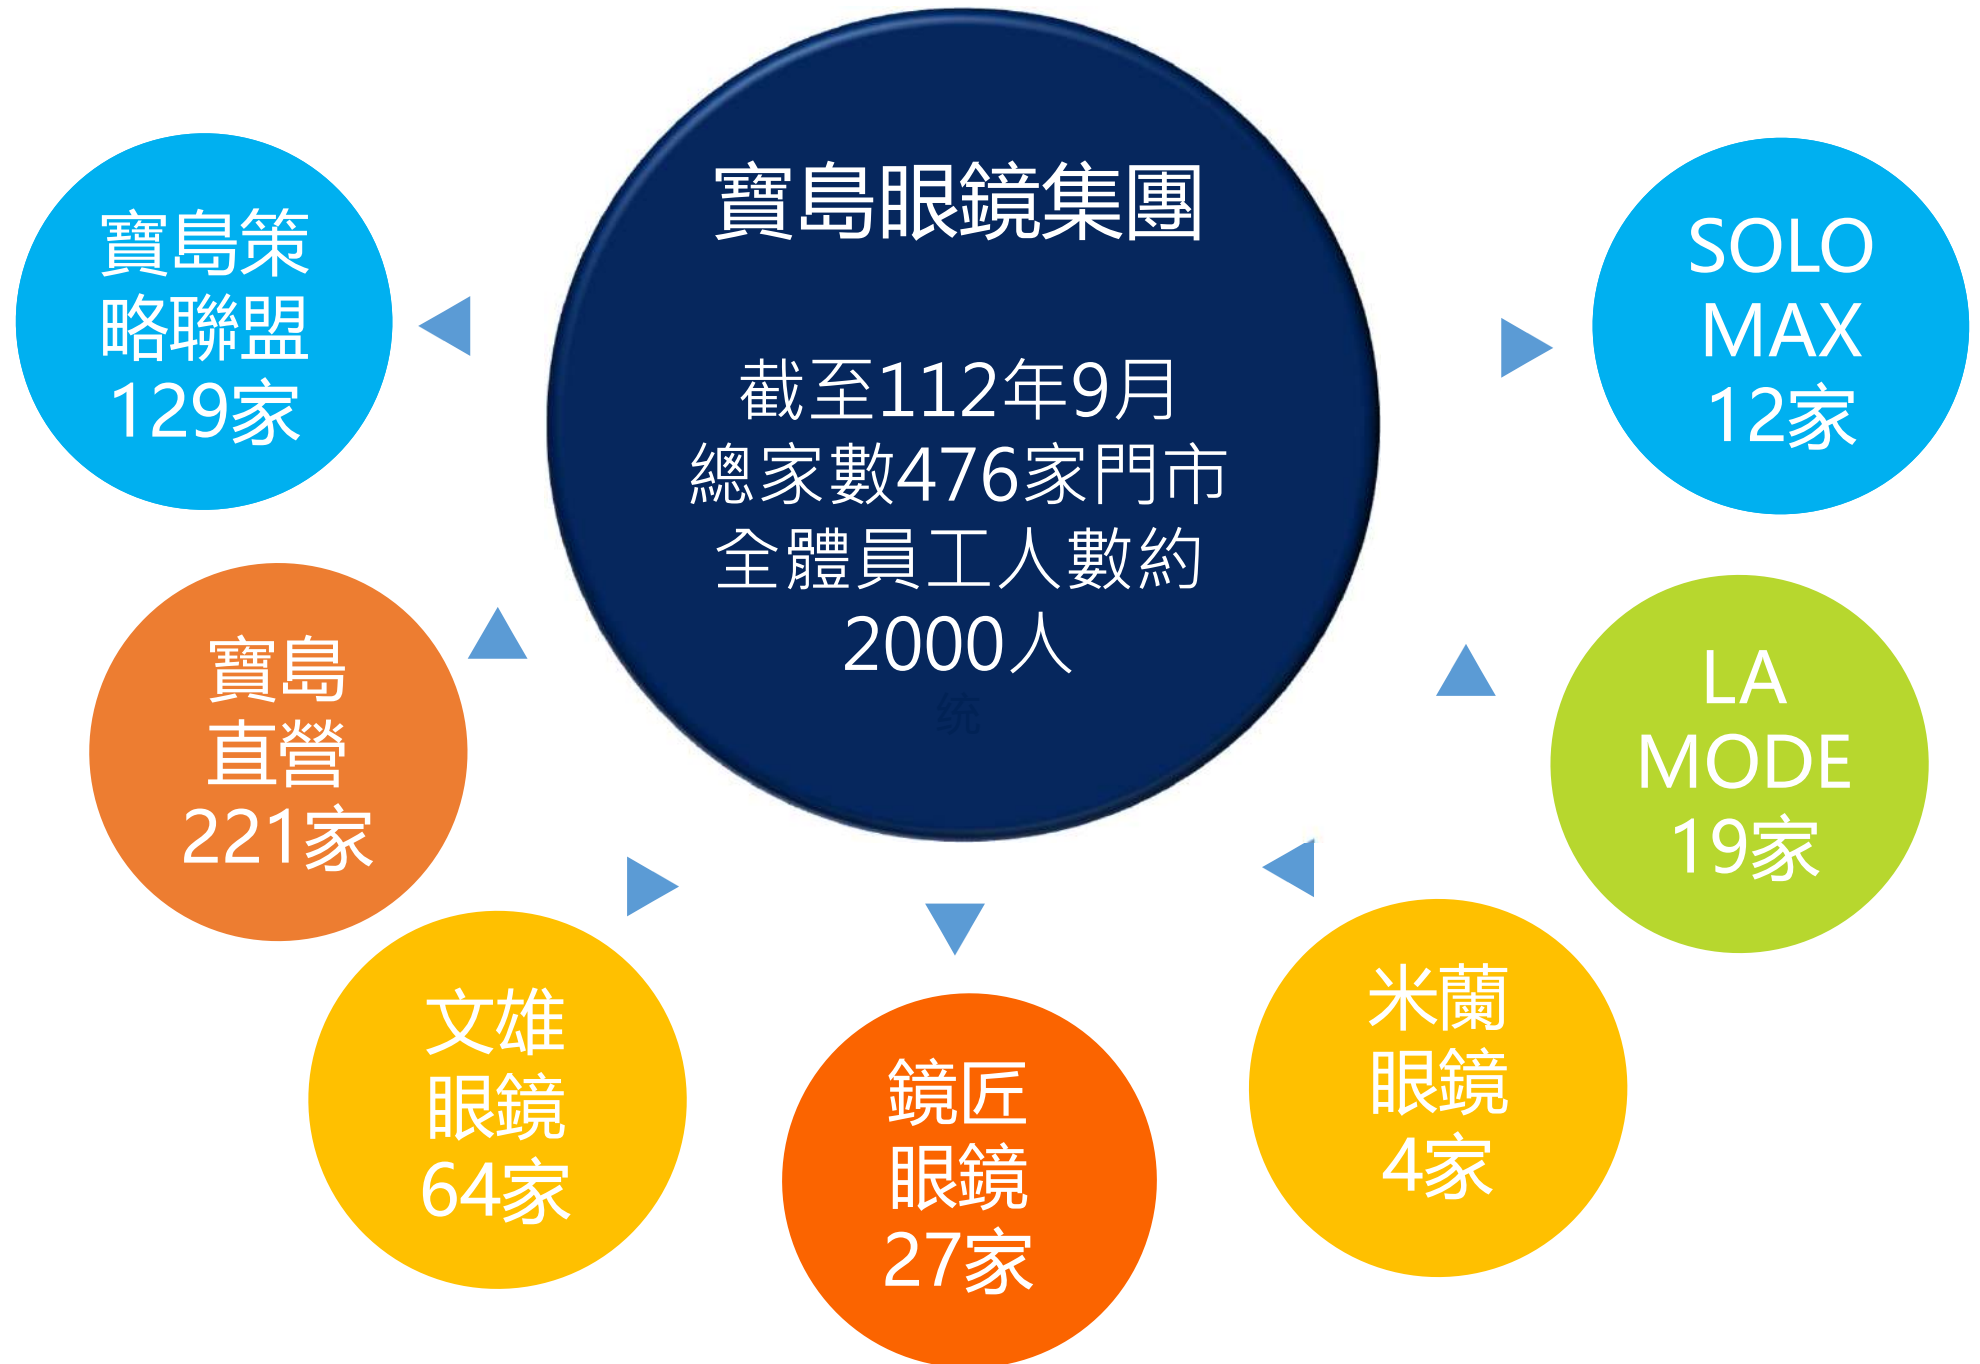 寶島眼鏡集團
截至112年9月
總家數476家門市
全體員工人數約
2000人
统
寶島策
略聯盟
129家
寶島
直營
221家
文雄
眼鏡
64家
鏡匠
眼鏡
27家
米蘭
眼鏡
4家
LA
MODE
19家
SOLO
MAX
12家